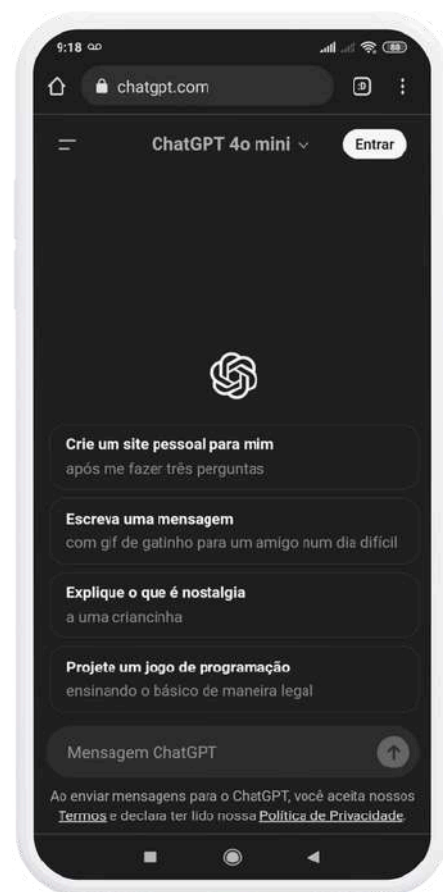 9:18
88
chatgpt.com
:D
ChatGPT 4o mini
Entrar
Crie um site pessoal para mim
após me fazer três perguntas
Escreva uma mensagem
com gif de gatinho para um amigo num dia difícil
Explique o que é nostalgia
a uma criancinha
Projete um jogo de programação
ensinando o básico de maneira legal
Mensagem ChatGPT
Ao enviar mensagens para o ChatGPT, você aceita nossos
Termos e declara ter lido nossa Política de Privacidade.